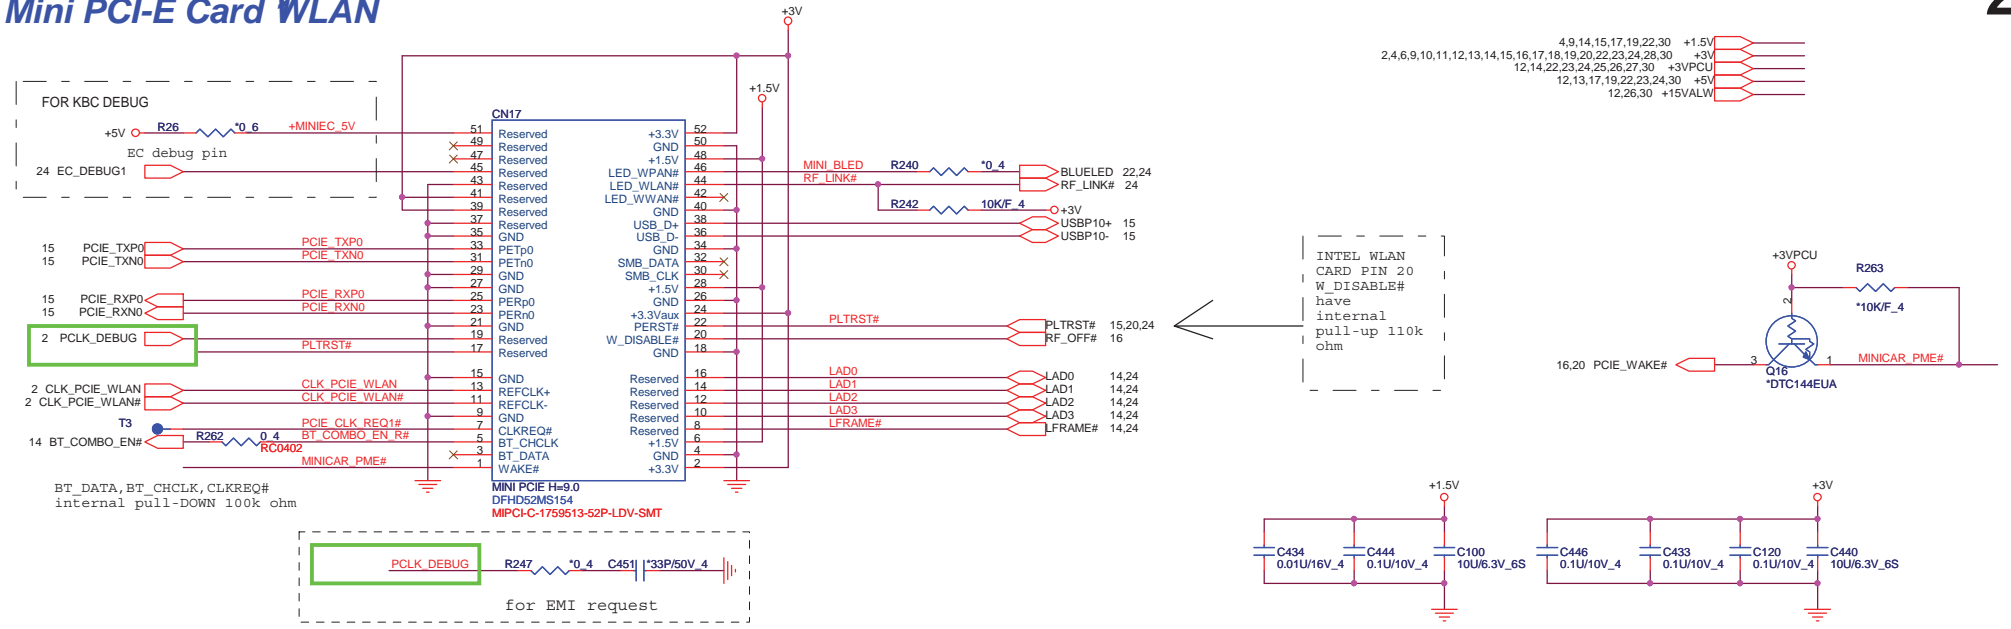 Mini PCI-E Card WLAN
2
+3V
4,9,14,15,17,19,22,30 +1.5V
2,4,6,9,10,11,12,13,14,15,16,17,18,19,20,22,23,24,28,30 +3V
12,14,22,23,24,25,26,27,30 +3VPCU
12,13,17,19,22,23,24,30 +5V
12,26,30 +15VALW
+1.5V
FOR KBC DEBUG
+5V R26 *0_6 +MINIEC_5V
EC debug pin
24 EC_DEBUG1
CN17
51 Reserved +3.3V 52
49 Reserved GND 50
47 Reserved +1.5V 48
45 Reserved LED_WPAN# 46 MINI_BLED R240 *0_4 BLUELED 22,24
43 Reserved LED_WLAN# 44 RF_LINK# RF_LINK# 24
41 Reserved LED_WWAN# 42
39 Reserved GND 40 R242 10K/F_4 +3V
37 Reserved USB_D+ 38 USBP10+ 15
35 GND USB_D- 36 USBP10- 15
15 PCIE_TXP0 PCIE_TXP0 33 PETp0 GND 34
15 PCIE_TXN0 PCIE_TXN0 31 PETn0 SMB_DATA 32
29 GND SMB_CLK 30
27 GND +1.5V 28
15 PCIE_RXP0 PCIE_RXP0 25 PERp0 GND 26
15 PCIE_RXN0 PCIE_RXN0 23 PERn0 +3.3Vaux 24
21 GND PERST# 22 PLTRST# PLTRST# 15,20,24
2 PCLK_DEBUG 19 Reserved W_DISABLE# 20 RF_OFF# 16
PLTRST# 17 Reserved GND 18
15 GND Reserved 16 LAD0 LAD0 14,24
2 CLK_PCIE_WLAN CLK_PCIE_WLAN 13 REFCLK+ Reserved 14 LAD1 LAD1 14,24
2 CLK_PCIE_WLAN# CLK_PCIE_WLAN# 11 REFCLK- Reserved 12 LAD2 LAD2 14,24
9 GND Reserved 10 LAD3 LAD3 14,24
T3 PCIE_CLK_REQ1# 7 CLKREQ# Reserved 8 LFRAME# LFRAME# 14,24
14 BT_COMBO_EN# R262 0_4 BT_COMBO_EN_R# 5 BT_CHCLK +1.5V 6
RC0402
3 BT_DATA GND 4
MINICAR_PME# 1 WAKE# +3.3V 2
MINI PCIE H=9.0
DFHD52MS154
MIPCI-C-1759513-52P-LDV-SMT
BT_DATA,BT_CHCLK,CLKREQ#
internal pull-DOWN 100k ohm
INTEL WLAN
CARD PIN 20
W_DISABLE#
have
internal
pull-up 110k
ohm
+3VPCU
R263
*10K/F_4
2
16,20 PCIE_WAKE# 3 1 MINICAR_PME#
Q16
*DTC144EUA
PCLK_DEBUG R247 *0_4 C451 *33P/50V_4
for EMI request
+1.5V
C434
0.01U/16V_4
C444
0.1U/10V_4
C100
10U/6.3V_6S
+3V
C446
0.1U/10V_4
C433
0.1U/10V_4
C120
0.1U/10V_4
C440
10U/6.3V_6S